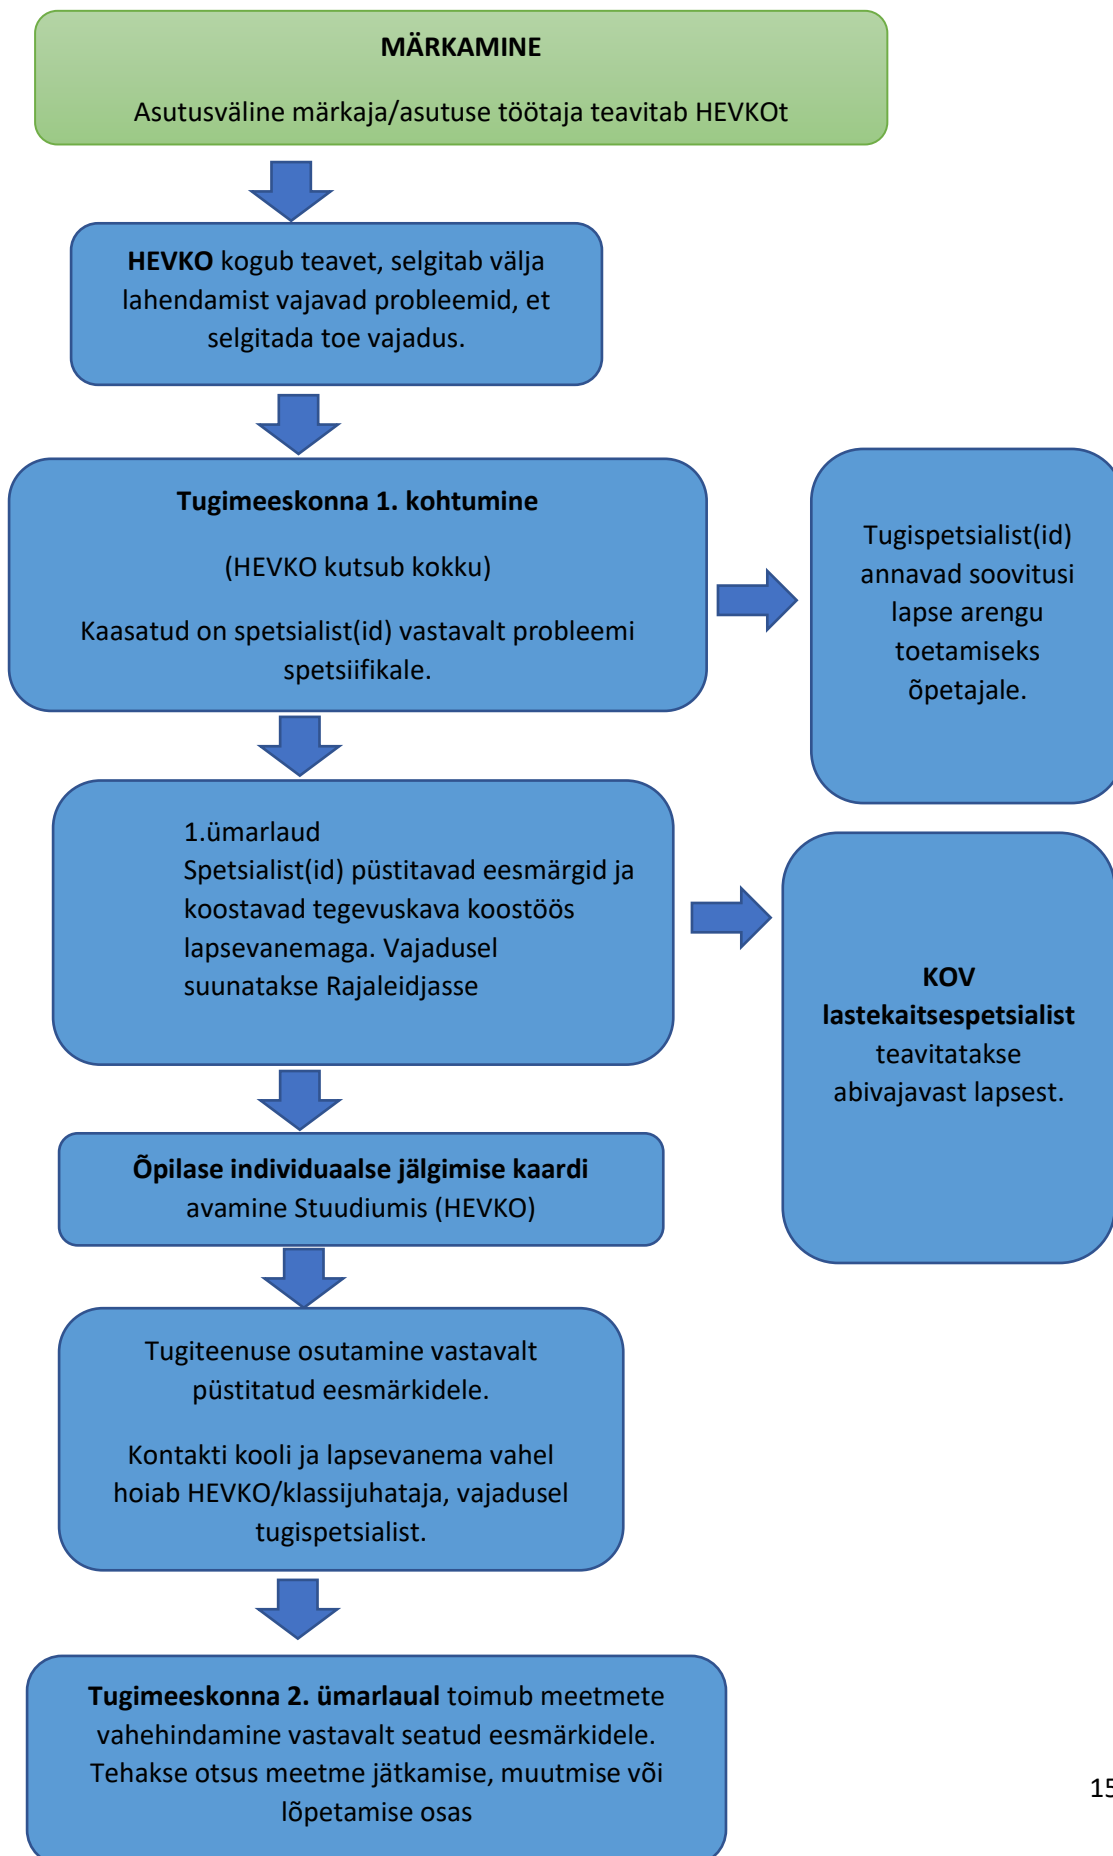 MÄRKAMINE
Asutusväline märkaja/asutuse töötaja teavitab HEVKOt
HEVKO kogub teavet, selgitab välja
lahendamist vajavad probleemid, et
selgitada toe vajadus.
Tugimeeskonna 1. kohtumine
(HEVKO kutsub kokku)
Kaasatud on spetsialist(id) vastavalt probleemi
spetsiifikale.
Tugispetsialist(id)
annavad soovitusi
lapse arengu
toetamiseks
õpetajale.
1.ümarlaud
Spetsialist(id) püstitavad eesmärgid ja
koostavad tegevuskava koostöös
lapsevanemaga. Vajadusel
suunatakse Rajaleidjasse
KOV
lastekaitsespetsialist
teavitatakse
abivajavast lapsest.
Õpilase individuaalse jälgimise kaardi
avamine Stuudiumis (HEVKO)
Tugiteenuse osutamine vastavalt
püstitatud eesmärkidele.
Kontakti kooli ja lapsevanema vahel
hoiab HEVKO/klassijuhataja, vajadusel
tugispetsialist.
Tugimeeskonna 2. ümarlaual toimub meetmete
vahehindamine vastavalt seatud eesmärkidele.
Tehakse otsus meetme jätkamise, muutmise või
lõpetamise osas
15